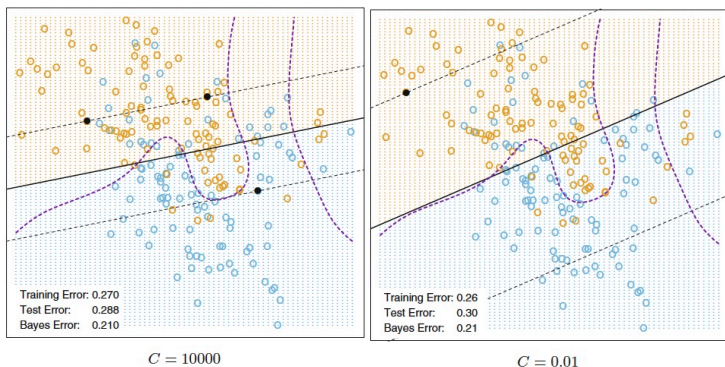 Training Error: 0.270
Test Error: 0.288
Bayes Error: 0.210
C = 10000
Training Error: 0.26
Test Error: 0.30
Bayes Error: 0.21
C = 0.01